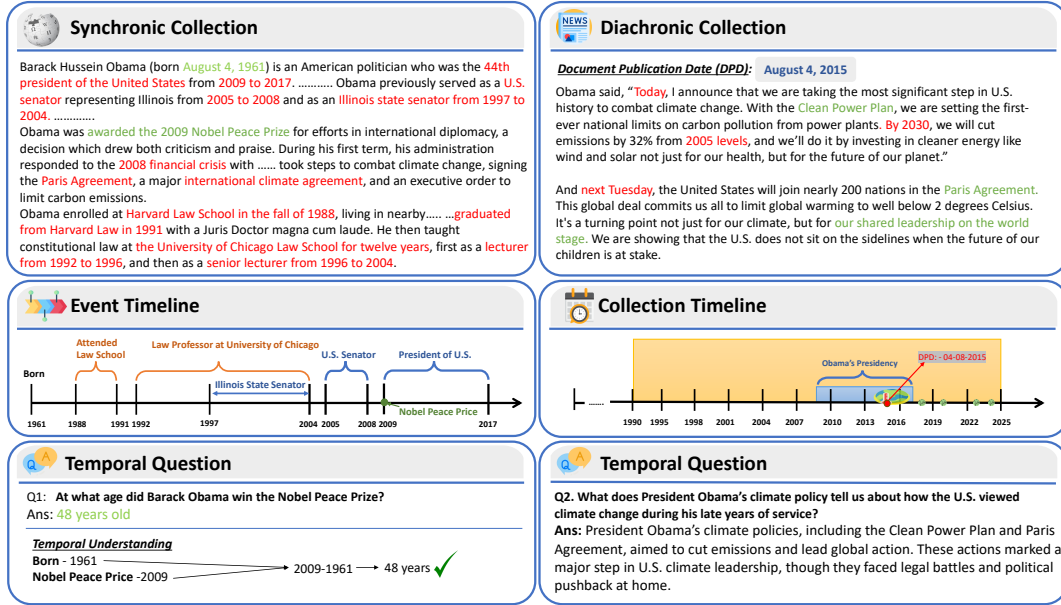 Synchronic Collection
Barack Hussein Obama (born August 4, 1961) is an American politician who was the 44th
president of the United States from 2009 to 2017. ……….. Obama previously served as a U.S.
senator representing Illinois from 2005 to 2008 and as an Illinois state senator from 1997 to
2004. ………….
Obama was awarded the 2009 Nobel Peace Prize for efforts in international diplomacy, a
decision which drew both criticism and praise. During his first term, his administration
responded to the 2008 financial crisis with …… took steps to combat climate change, signing
the Paris Agreement, a major international climate agreement, and an executive order to
limit carbon emissions.
Obama enrolled at Harvard Law School in the fall of 1988, living in nearby….. …graduated
from Harvard Law in 1991 with a Juris Doctor magna cum laude. He then taught
constitutional law at the University of Chicago Law School for twelve years, first as a lecturer
from 1992 to 1996, and then as a senior lecturer from 1996 to 2004.
NEWS
Diachronic Collection
Document Publication Date (DPD): August 4, 2015
Obama said, “Today, I announce that we are taking the most significant step in U.S.
history to combat climate change. With the Clean Power Plan, we are setting the first-
ever national limits on carbon pollution from power plants. By 2030, we will cut
emissions by 32% from 2005 levels, and we’ll do it by investing in cleaner energy like
wind and solar not just for our health, but for the future of our planet.”
And next Tuesday, the United States will join nearly 200 nations in the Paris Agreement.
This global deal commits us all to limit global warming to well below 2 degrees Celsius.
It's a turning point not just for our climate, but for our shared leadership on the world
stage. We are showing that the U.S. does not sit on the sidelines when the future of our
children is at stake.
Event Timeline
Attended
Law School
Law Professor at University of Chicago
U.S. Senator
President of U.S.
Born
Illinois State Senator
Nobel Peace Price
1961 1988 1991 1992 1997 2004 2005 2008 2009 2017
Collection Timeline
DPD: - 04-08-2015
Obama’s Presidency
……..
1990 1998 2001 2004 2007 2010 2013 2016 2019 2022 2025
Q A
Temporal Question
Q1: At what age did Barack Obama win the Nobel Peace Prize?
Ans: 48 years old
Temporal Understanding
Born - 1961
Nobel Peace Price -2009
2009-1961 48 years
Q A
Temporal Question
Q2. What does President Obama’s climate policy tell us about how the U.S. viewed
climate change during his late years of service?
Ans: President Obama’s climate policies, including the Clean Power Plan and Paris
Agreement, aimed to cut emissions and lead global action. These actions marked a
major step in U.S. climate leadership, though they faced legal battles and political
pushback at home.